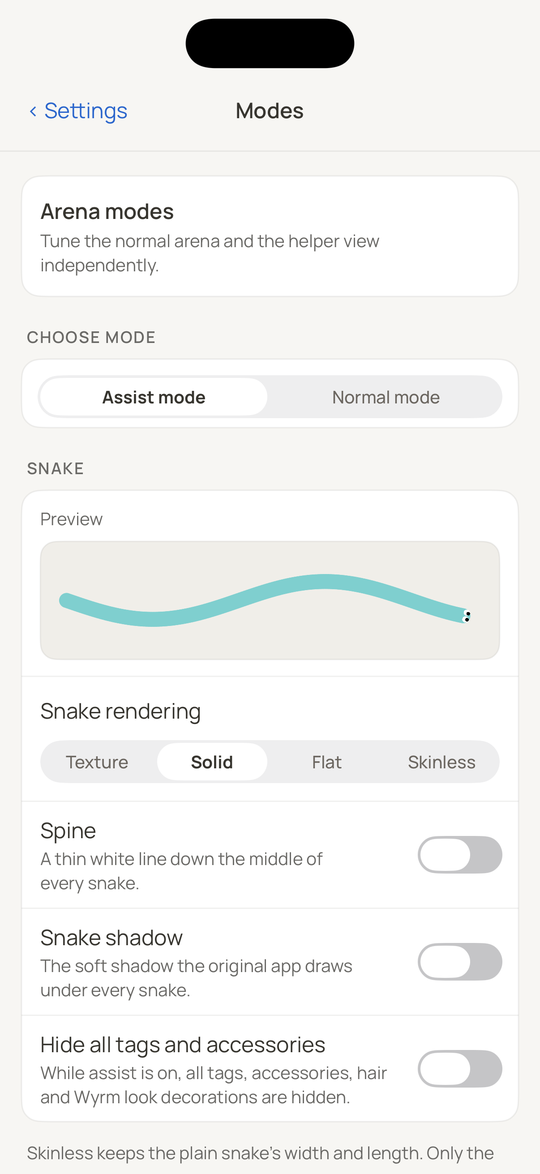 ‹ Settings
Modes
Arena modes
Tune the normal arena and the helper view
independently.
CHOOSE MODE
Assist mode
Normal mode
SNAKE
Preview
Snake rendering
Texture
Solid
Flat
Skinless
Spine
A thin white line down the middle of
every snake.
Snake shadow
The soft shadow the original app draws
under every snake.
Hide all tags and accessories
While assist is on, all tags, accessories, hair
and Wyrm look decorations are hidden.
Skinless keeps the plain snake's width and length. Only the